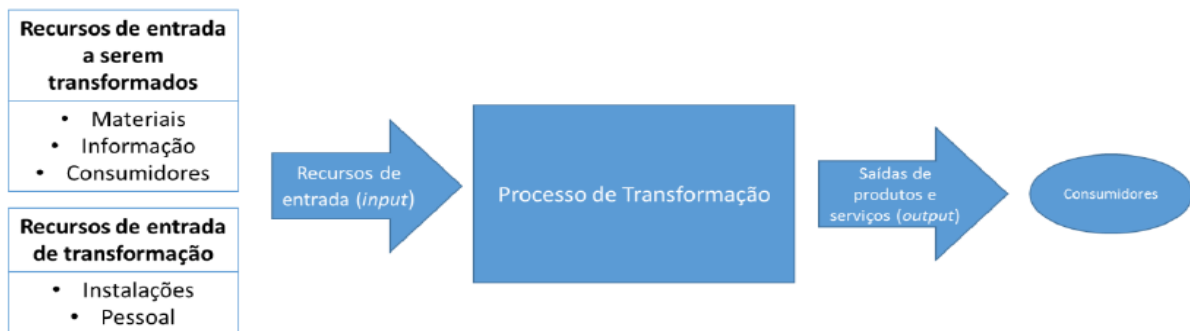 Recursos de entrada
a serem
transformados
• Materiais
• Informação
• Consumidores
Recursos de entrada
de transformação
• Instalações
• Pessoal
Recursos de
entrada (input)
Processo de Transformação
Saídas de
produtos e
serviços (output)
Consumidores